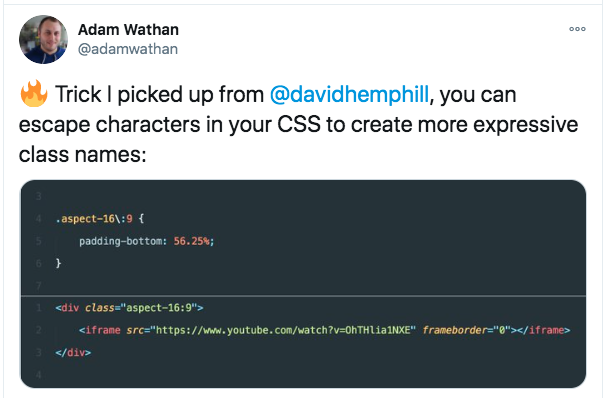 Adam Wathan
@adamwathan
🔥 Trick I picked up from @davidhemphill, you can
escape characters in your CSS to create more expressive
class names:
3
4 .aspect-16\:9 {
5 padding-bottom: 56.25%;
6 }
7
1 <div class="aspect-16:9">
2 <iframe src="https://www.youtube.com/watch?v=OhTHlia1NXE" frameborder="0"></iframe>
3 </div>
4